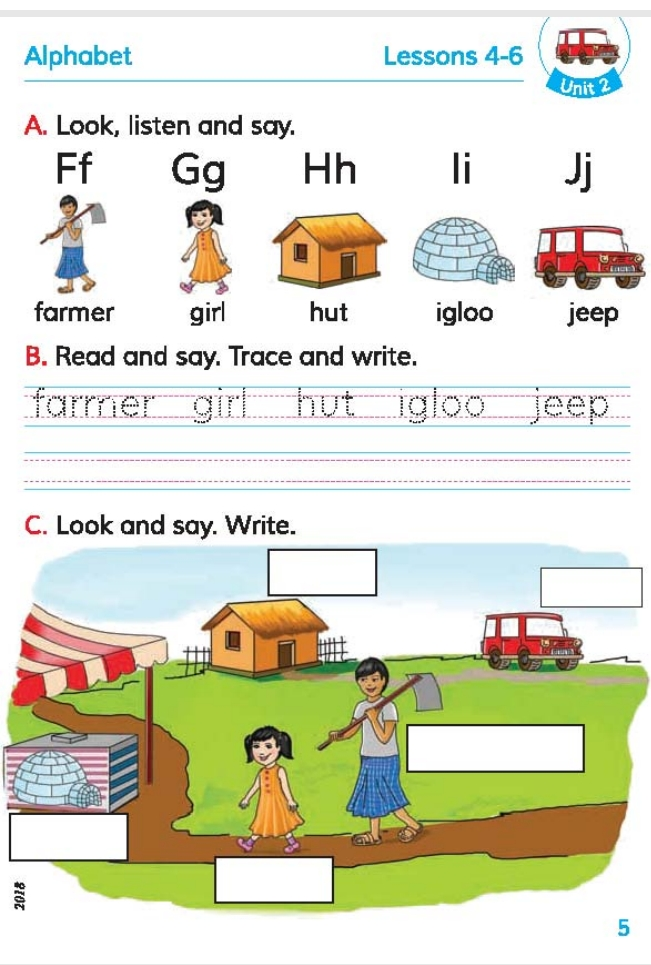 Alphabet Lessons 4-6
Unit 2
A. Look, listen and say.
Ff Gg Hh Ii Jj
farmer girl hut igloo jeep
B. Read and say. Trace and write.
farmer girl hut igloo jeep
C. Look and say. Write.
2018
5